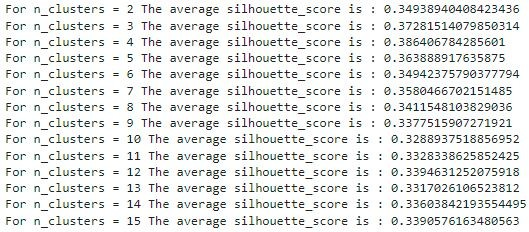 For n_clusters = 2 The average silhouette_score is : 0.34938940408423436
For n_clusters = 3 The average silhouette_score is : 0.37281514079850314
For n_clusters = 4 The average silhouette_score is : 0.386406784285601
For n_clusters = 5 The average silhouette_score is : 0.363888917635875
For n_clusters = 6 The average silhouette_score is : 0.34942375790377794
For n_clusters = 7 The average silhouette_score is : 0.3580466702151485
For n_clusters = 8 The average silhouette_score is : 0.3411548103829036
For n_clusters = 9 The average silhouette_score is : 0.3377515907271921
For n_clusters = 10 The average silhouette_score is : 0.3288937518856952
For n_clusters = 11 The average silhouette_score is : 0.3328338625852425
For n_clusters = 12 The average silhouette_score is : 0.3394631252075918
For n_clusters = 13 The average silhouette_score is : 0.3317026106523812
For n_clusters = 14 The average silhouette_score is : 0.33603842193554495
For n_clusters = 15 The average silhouette_score is : 0.3390576163480563